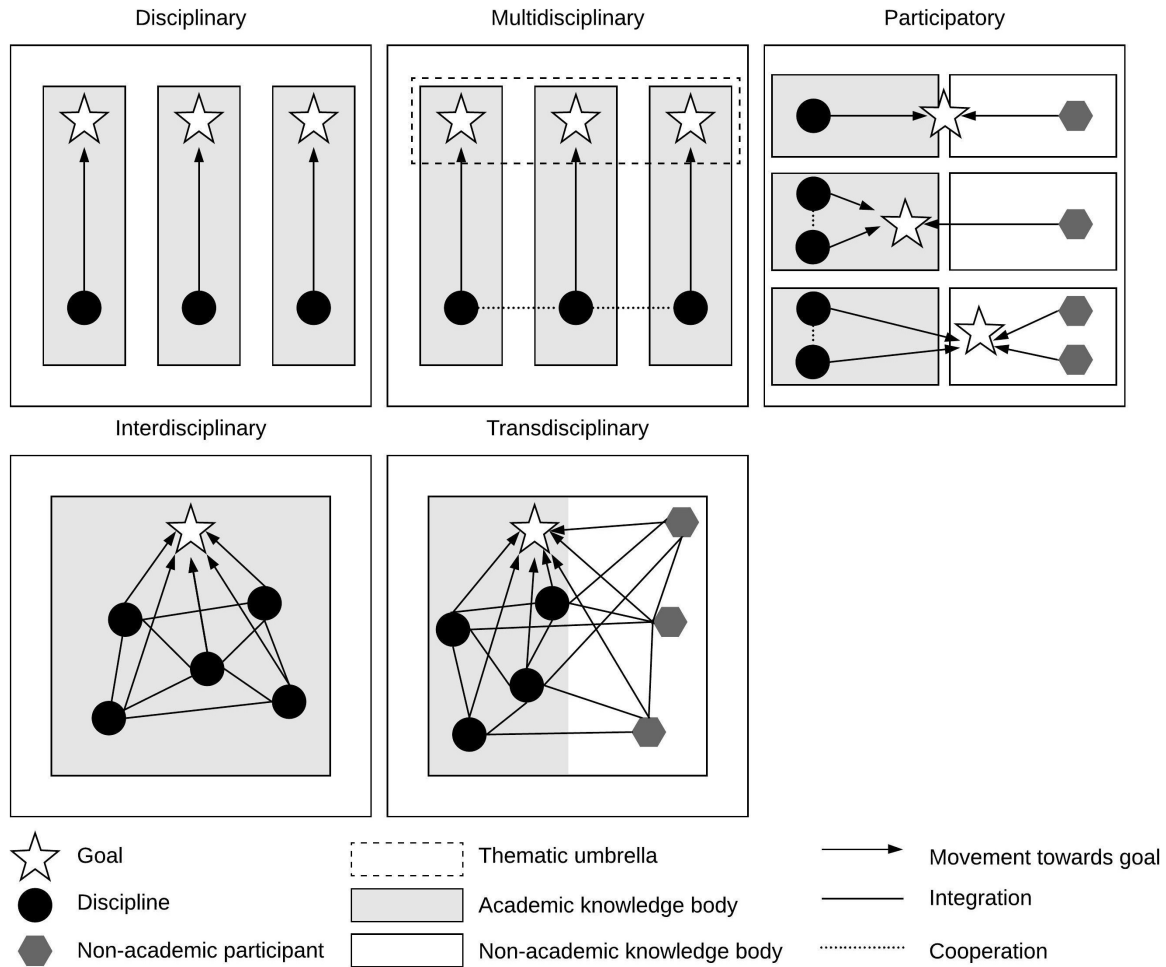 Disciplinary
Multidisciplinary
Participatory
Interdisciplinary
Transdisciplinary
Goal
Thematic umbrella
Movement towards goal
Discipline
Academic knowledge body
Integration
Non-academic participant
Non-academic knowledge body
Cooperation